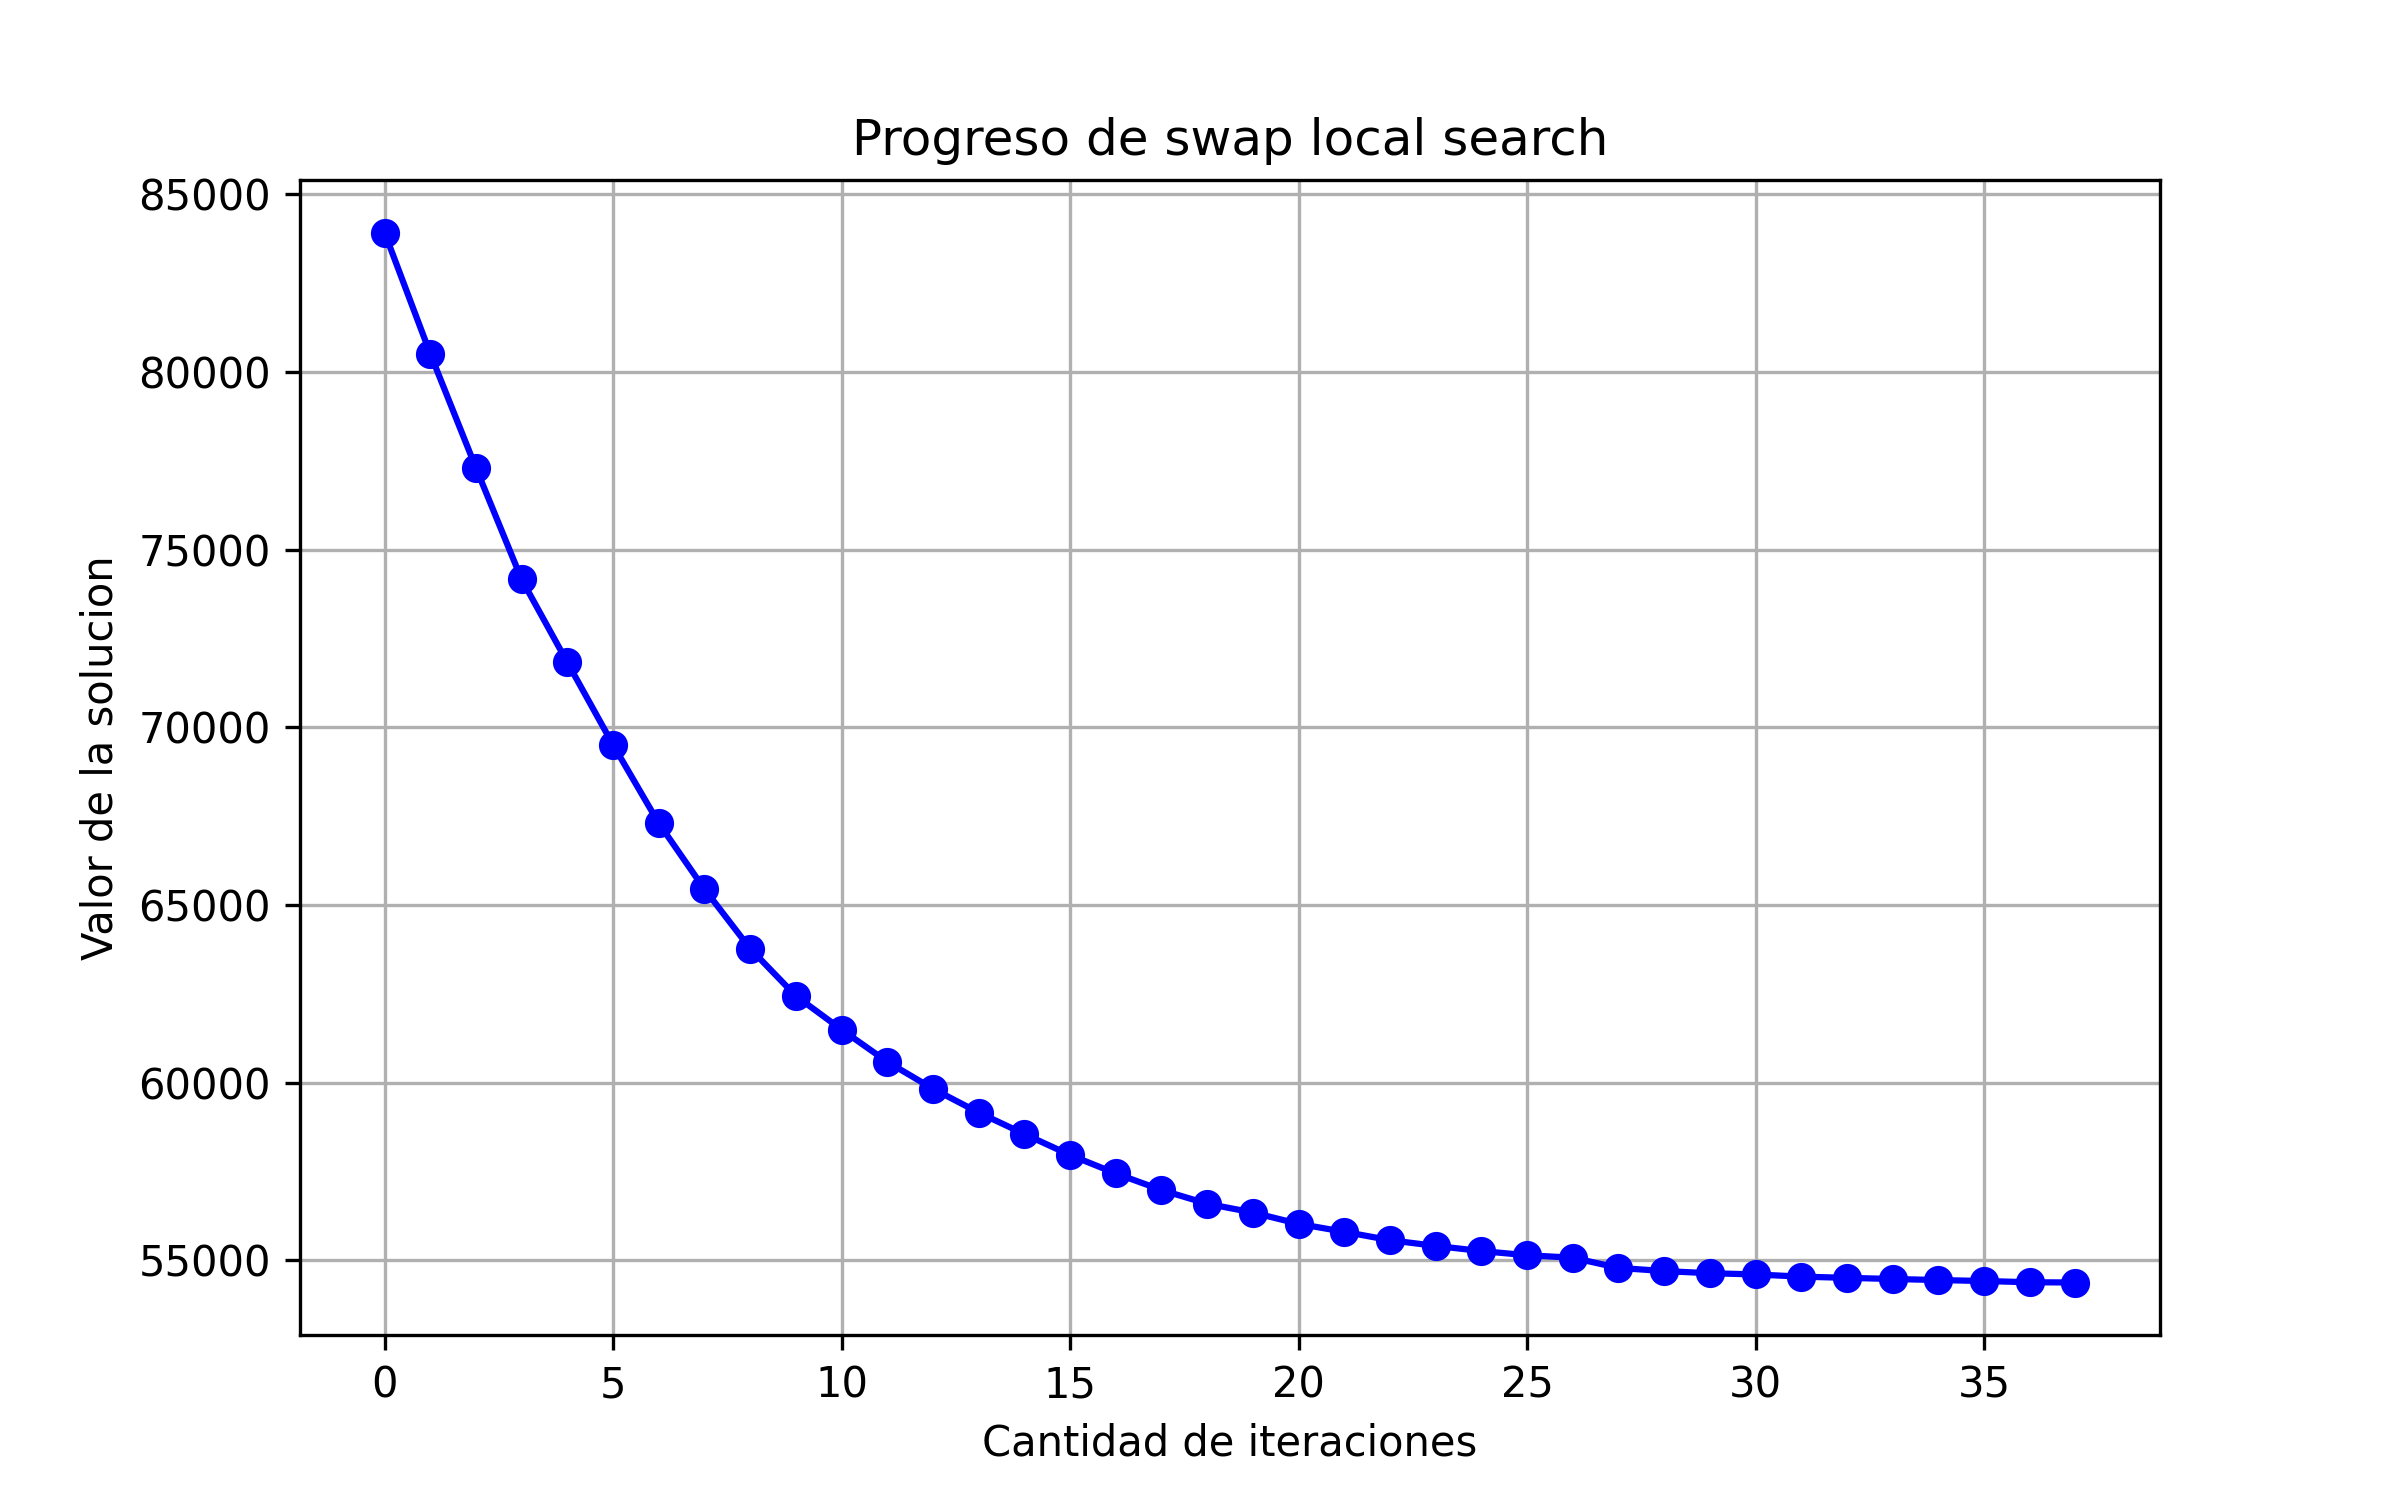 Progreso de swap local search
85000
80000
75000
70000
65000
60000
55000
Valor de la solucion
0 5 10 15 20 25 30 35
Cantidad de iteraciones